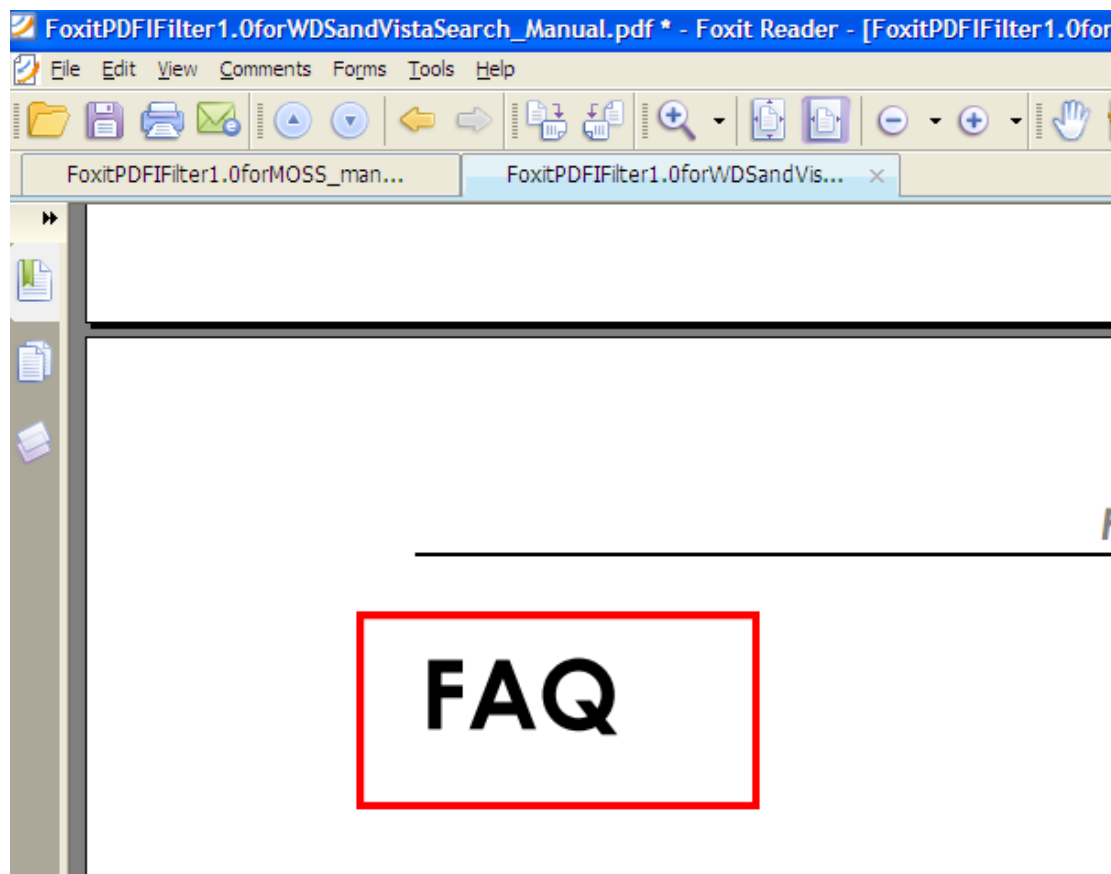 FoxitPDFIFilter1.0forWDSandVistaSearch_Manual.pdf * - Foxit Reader - [FoxitPDFIFilter1.0for
File Edit View Comments Forms Tools Help
FoxitPDFIFilter1.0forMOSS_man... FoxitPDFIFilter1.0forWDSandVis...
FAQ